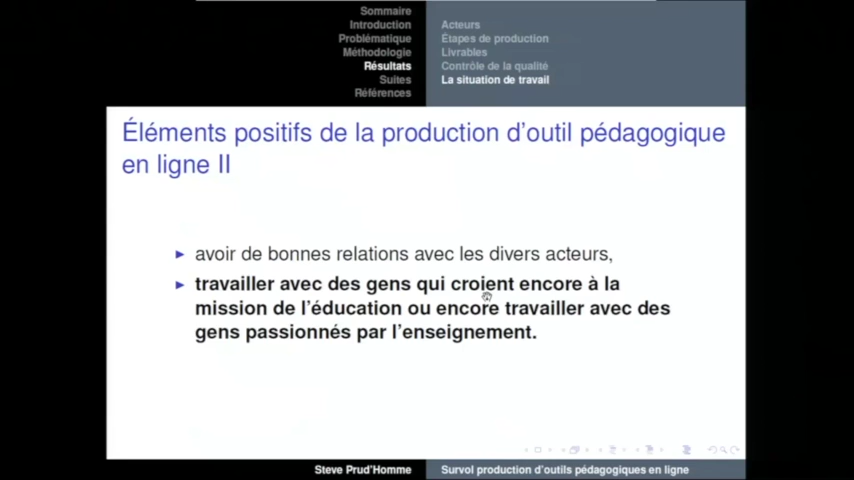 Sommaire
Introduction
Problématique
Méthodologie
Résultats
Suites
Références
Acteurs
Étapes de production
Livrables
Contrôle de la qualité
La situation de travail
Éléments positifs de la production d'outil pédagogique
en ligne II
avoir de bonnes relations avec les divers acteurs,
travailler avec des gens qui croient encore à la
mission de l'éducation ou encore travailler avec des
gens passionnés par l'enseignement.
Steve Prud'Homme
Survol production d'outils pédagogiques en ligne